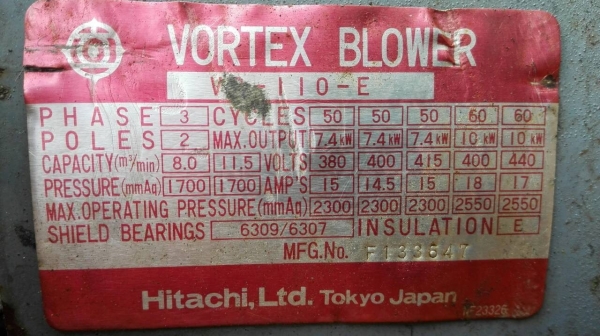 VORTEX BLOWER
110-E
PHASE 3 CYCLES 50 50 50 60 60
POLES 2 MAX.OUTPUT 7.4kW 7.4kW 7.4kW 10kW 10kW
CAPACITY(m³/min) 8.0 11.5 VOLTS 380 400 415 400 440
PRESSURE(mmAq) 1700 1700 AMP'S 15 14.5 15 18 17
MAX.OPERATING PRESSURE(mmAq) 2300 2300 2300 2550 2550
SHIELD BEARINGS 6309/6307 INSULATION E
MFG.No. F133647
Hitachi,Ltd. Tokyo Japan